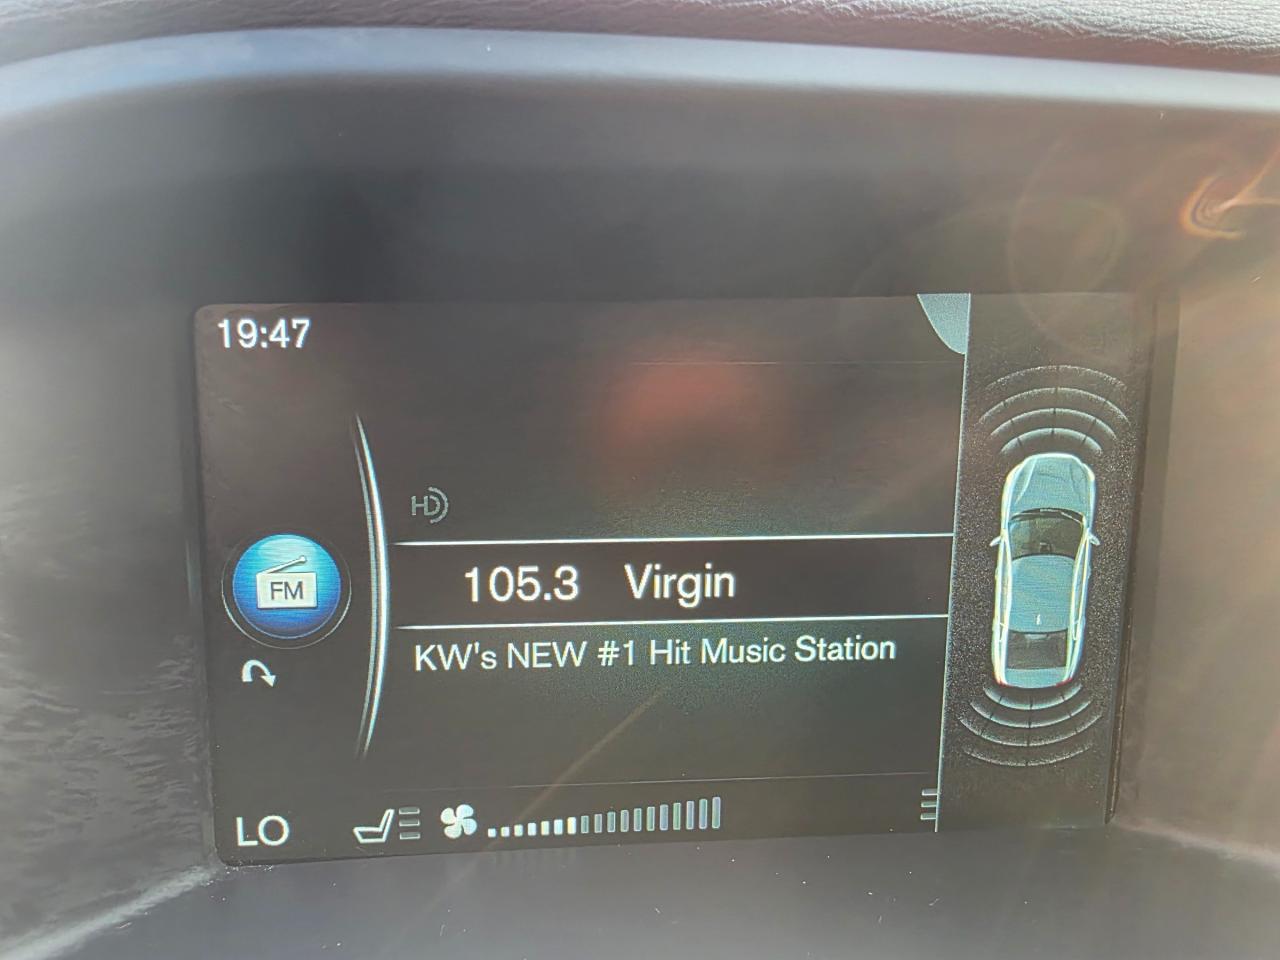 19:47
HD
FM
105.3 Virgin
KW's NEW #1 Hit Music Station
LO